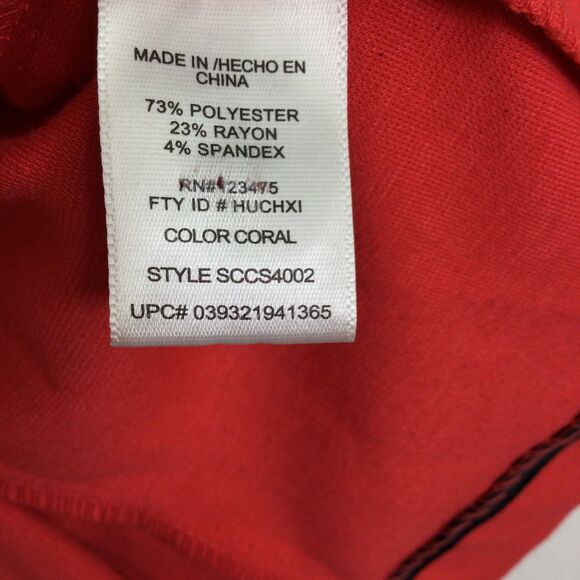 MADE IN /HECHO EN
CHINA
73% POLYESTER
23% RAYON
4% SPANDEX
RN# 123475
FTY ID # HUCHXI
COLOR CORAL
STYLE SCCS4002
UPC# 039321941365